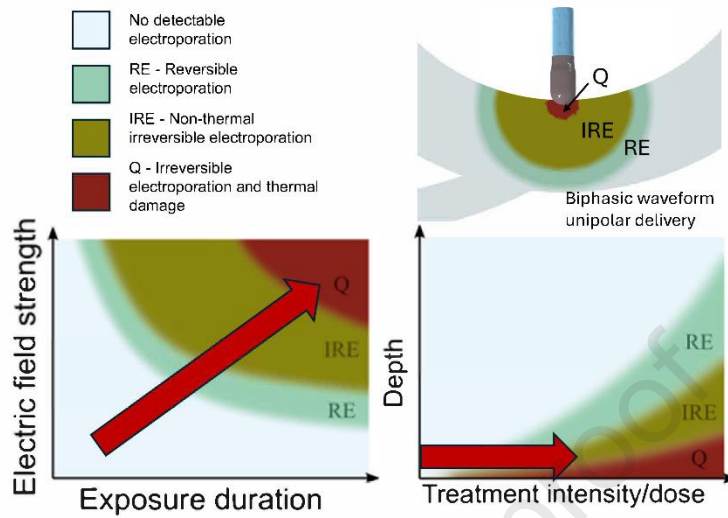 No detectable
electroporation
RE - Reversible
electroporation
IRE - Non-thermal
irreversible electroporation
Q - Irreversible
electroporation and thermal
damage
Q
IRE
RE
Biphasic waveform
unipolar delivery
Electric field strength
Q
IRE
RE
Exposure duration
Depth
RE
IRE
Q
Treatment intensity/dose
proof